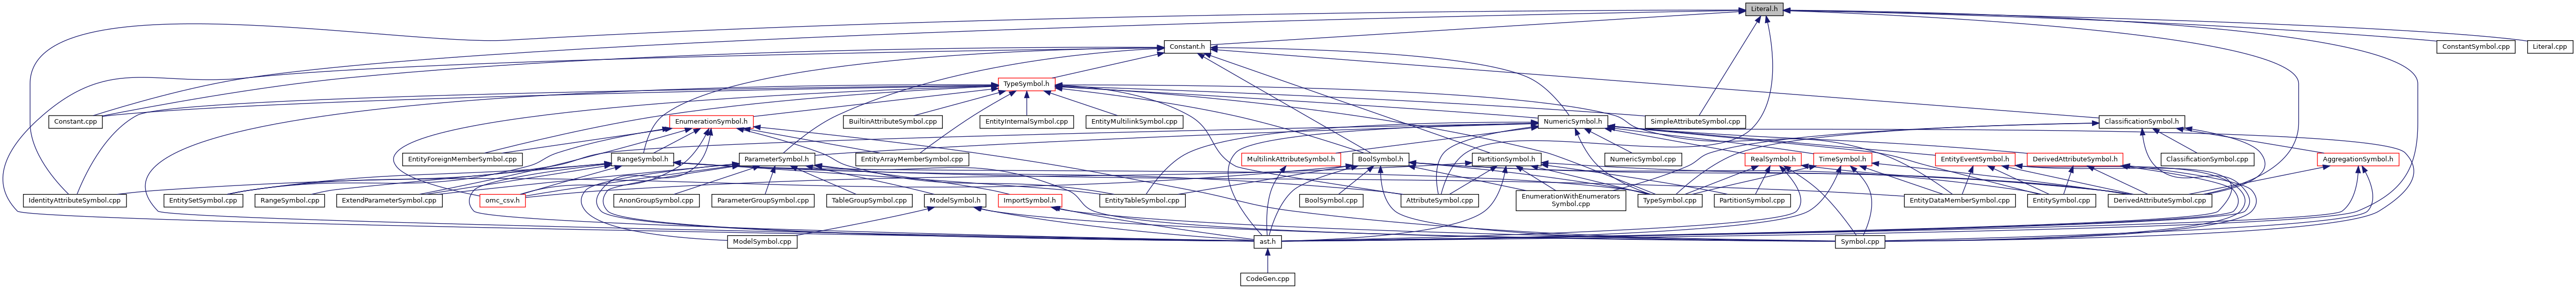 Literal.h
Constant.h
ConstantSymbol.cpp
Literal.cpp
TypeSymbol.h
Constant.cpp
EnumerationSymbol.h
BuiltinAttributeSymbol.cpp
EntityInternalSymbol.cpp
EntityMultilinkSymbol.cpp
NumericSymbol.h
SimpleAttributeSymbol.cpp
ClassificationSymbol.h
EntityForeignMemberSymbol.cpp
RangeSymbol.h
ParameterSymbol.h
EntityArrayMemberSymbol.cpp
MultilinkAttributeSymbol.h
BoolSymbol.h
PartitionSymbol.h
NumericSymbol.cpp
RealSymbol.h
TimeSymbol.h
EntityEventSymbol.h
DerivedAttributeSymbol.h
ClassificationSymbol.cpp
AggregationSymbol.h
IdentityAttributeSymbol.cpp
EntitySetSymbol.cpp
RangeSymbol.cpp
ExtendParameterSymbol.cpp
omc_csv.h
AnonGroupSymbol.cpp
ParameterGroupSymbol.cpp
TableGroupSymbol.cpp
ModelSymbol.h
ImportSymbol.h
EntityTableSymbol.cpp
BoolSymbol.cpp
AttributeSymbol.cpp
EnumerationWithEnumerators
Symbol.cpp
TypeSymbol.cpp
PartitionSymbol.cpp
EntityDataMemberSymbol.cpp
EntitySymbol.cpp
DerivedAttributeSymbol.cpp
ModelSymbol.cpp
ast.h
Symbol.cpp
CodeGen.cpp